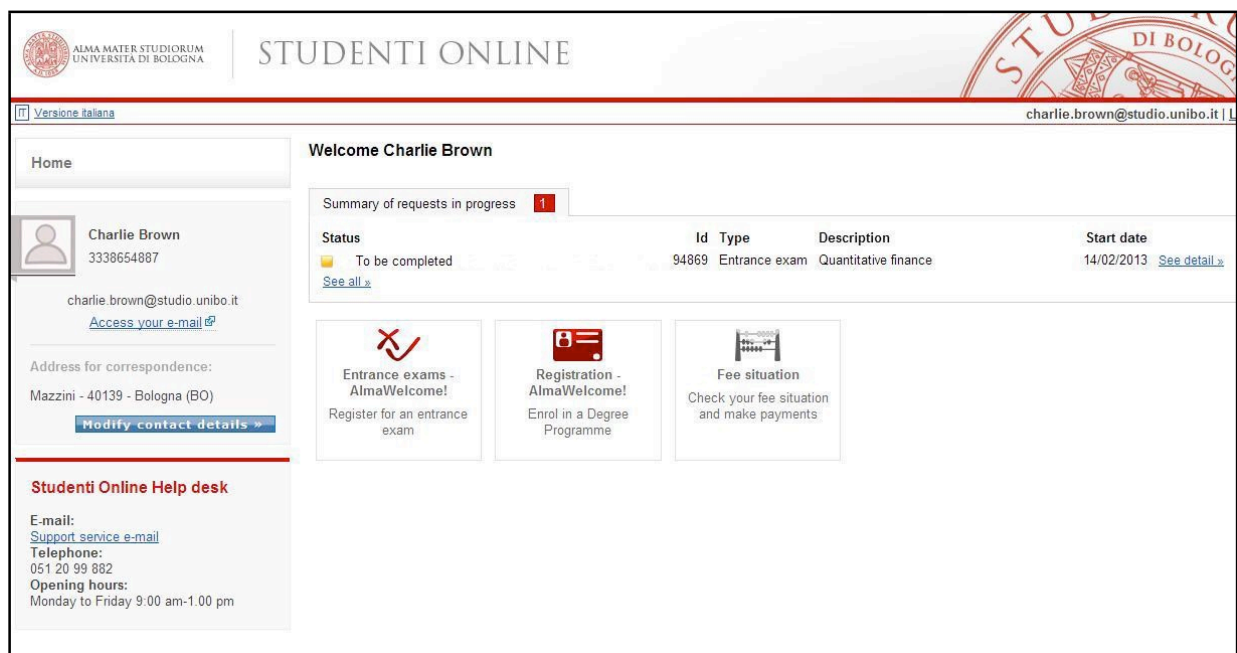 ALMA MATER STUDIORUM
UNIVERSITÀ DI BOLOGNA
STUDENTI ONLINE
DI BOLOG
IT Versione italiana
charlie.brown@studio.unibo.it | L
Home
Charlie Brown
3338654887
charlie.brown@studio.unibo.it
Access your e-mail
Address for correspondence:
Mazzini - 40139 - Bologna (BO)
Modify contact details »
Studenti Online Help desk
E-mail:
Support service e-mail
Telephone:
051 20 99 882
Opening hours:
Monday to Friday 9:00 am-1.00 pm
Welcome Charlie Brown
Summary of requests in progress 1
Status Id Type Description Start date
To be completed 94869 Entrance exam Quantitative finance 14/02/2013 See detail »
See all »
Entrance exams -
AlmaWelcome!
Register for an entrance
exam
Registration -
AlmaWelcome!
Enrol in a Degree
Programme
Fee situation
Check your fee situation
and make payments